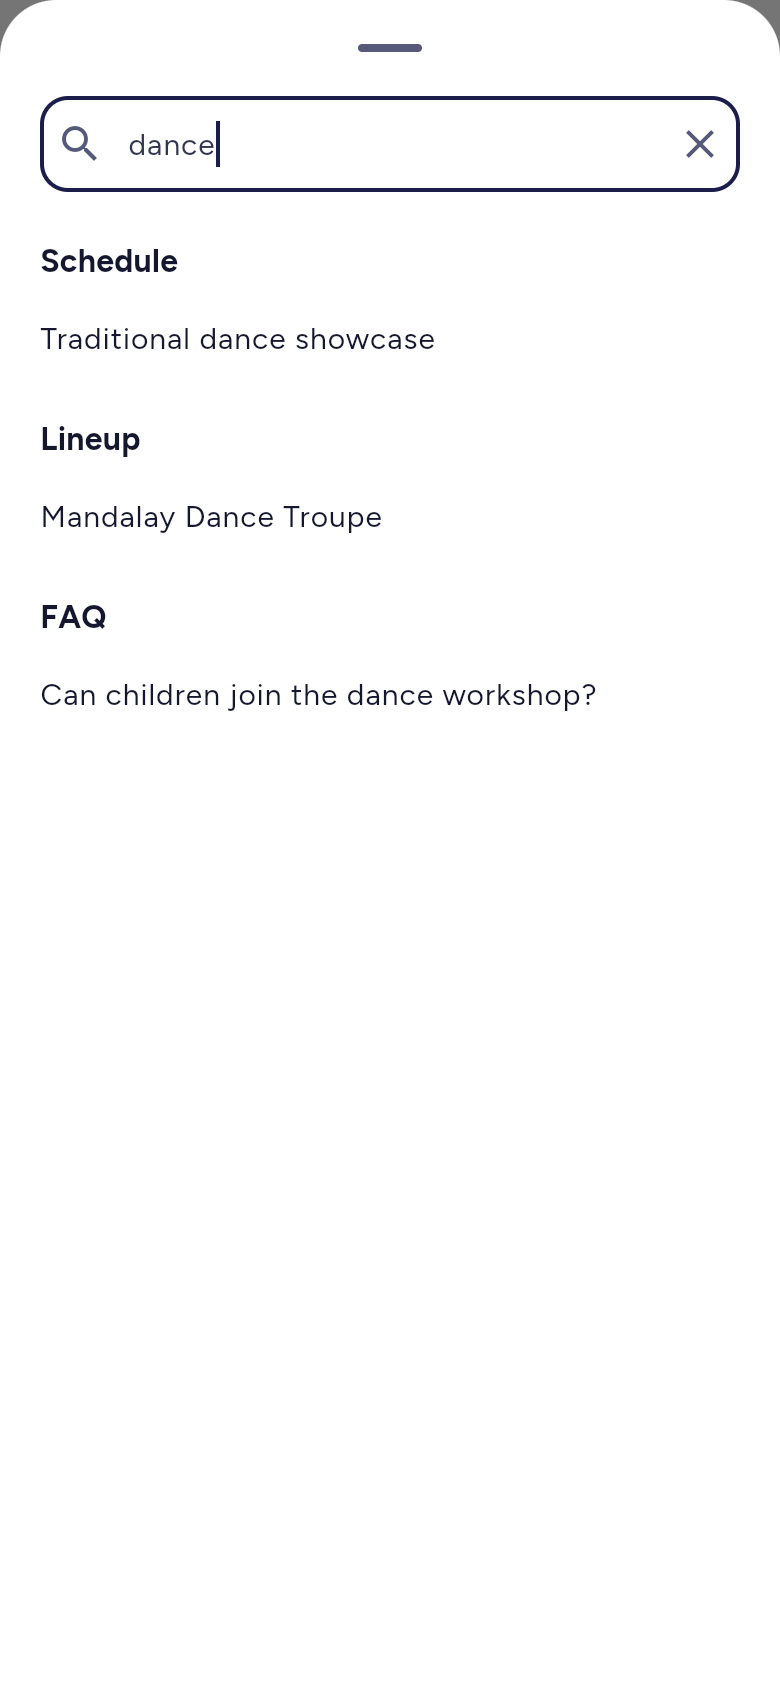 dance
Schedule
Traditional dance showcase
Lineup
Mandalay Dance Troupe
FAQ
Can children join the dance workshop?